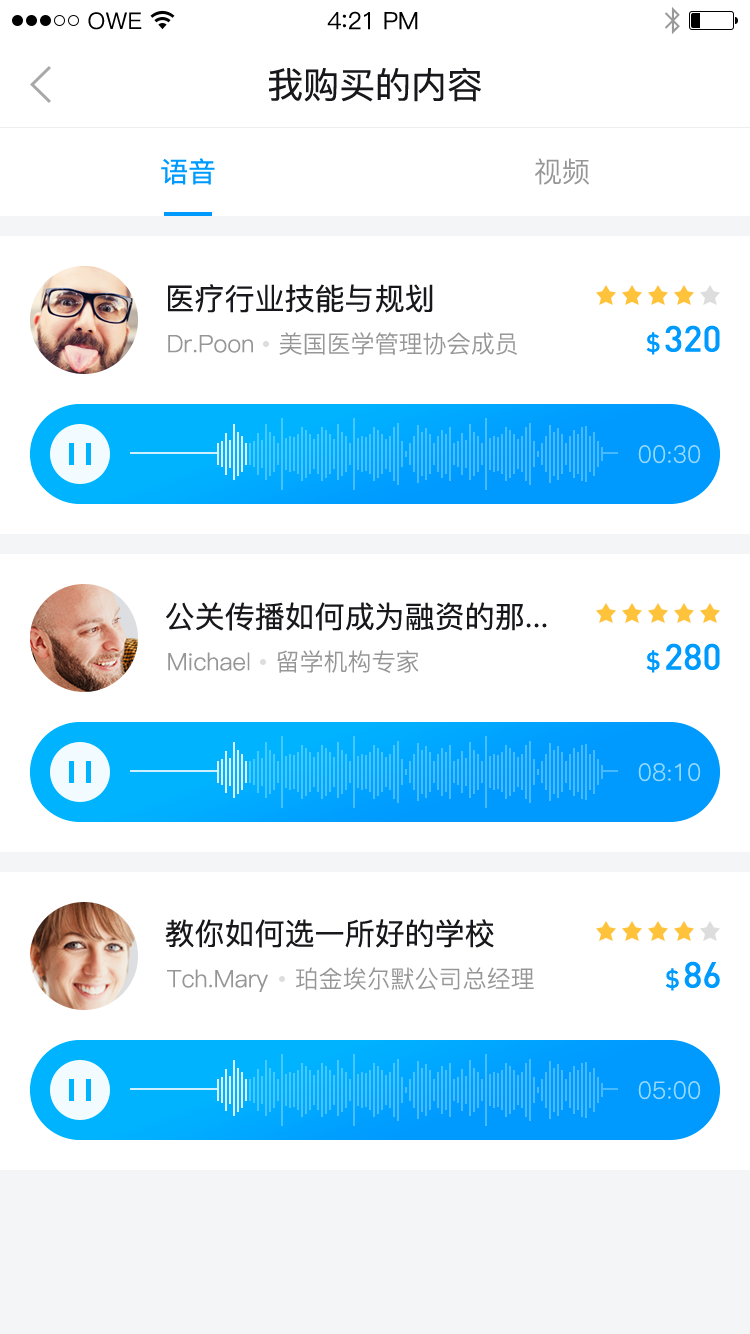 OWE 4:21 PM
我购买的内容
语音 视频
医疗行业技能与规划
Dr.Poon • 美国医学管理协会成员 $320
00:30
公关传播如何成为融资的那...
Michael • 留学机构专家 $280
08:10
教你如何选一所好的学校
Tch.Mary • 珀金埃尔默公司总经理 $86
05:00